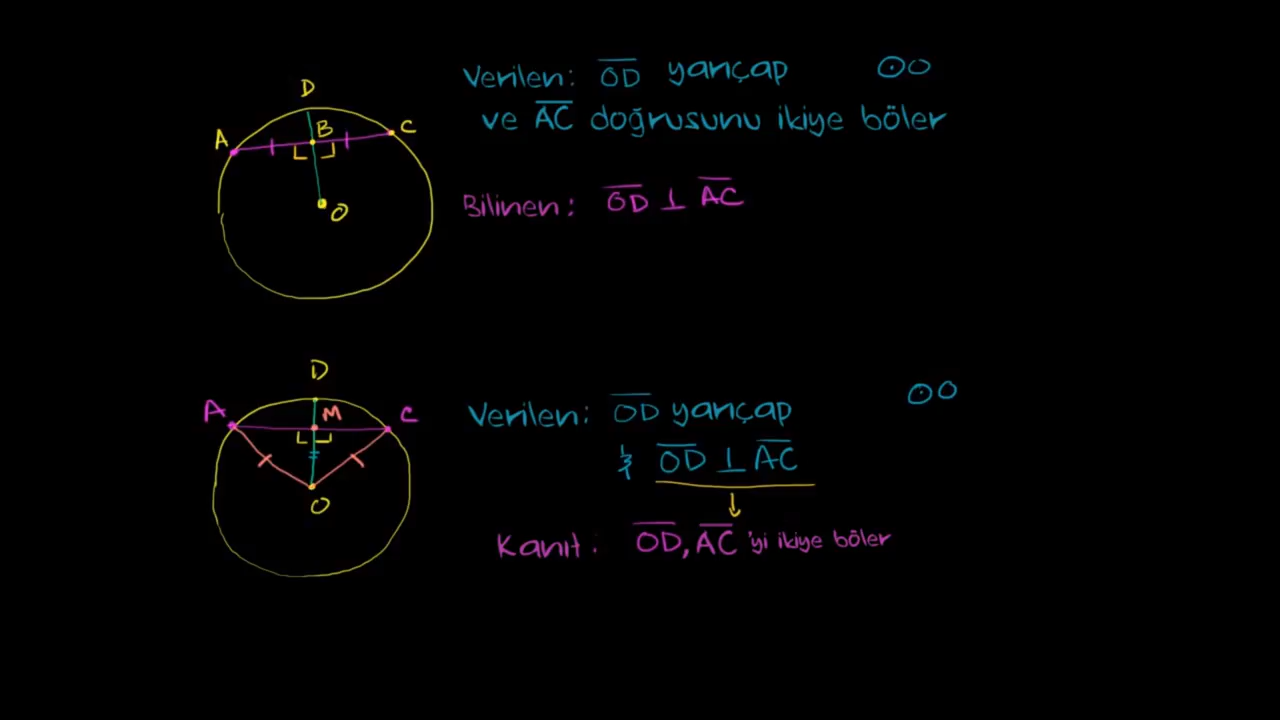 D
A
B
C
O
Verilen: OD yarıçap ⊙O
ve AC doğrusunu ikiye böler
Bilinen: OD ⊥ AC
D
A
M
C
O
Verilen: OD yarıçap ⊙O
& OD ⊥ AC
Kanıt: OD, AC 'yi ikiye böler